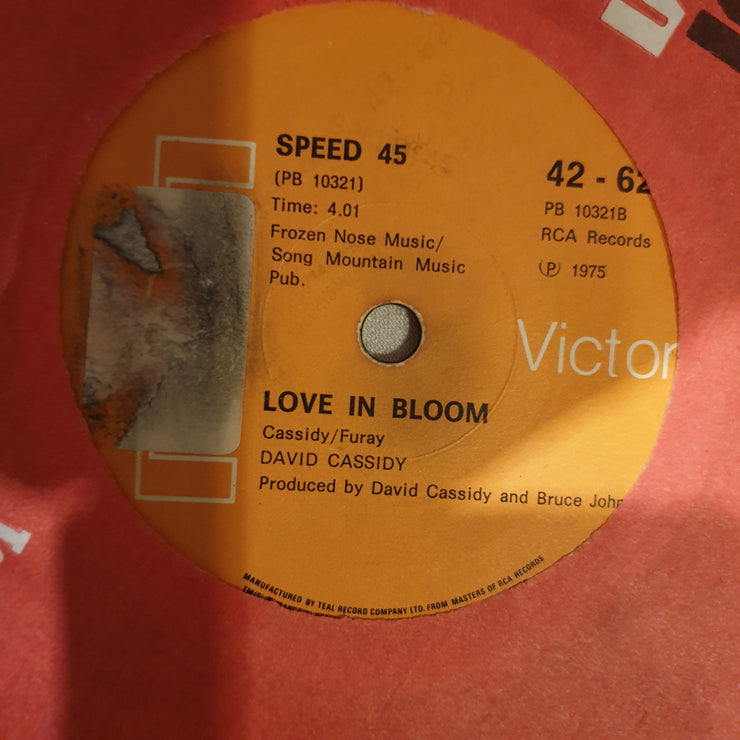 SPEED 45
(PB 10321)
Time: 4.01
Frozen Nose Music/
Song Mountain Music
Pub.
42 - 62
PB 10321B
RCA Records
Ⓟ 1975
Victor
LOVE IN BLOOM
Cassidy/Furay
DAVID CASSIDY
Produced by David Cassidy and Bruce John
MANUFACTURED BY TEAL RECORD COMPANY LTD. FROM MASTERS OF RCA RECORDS